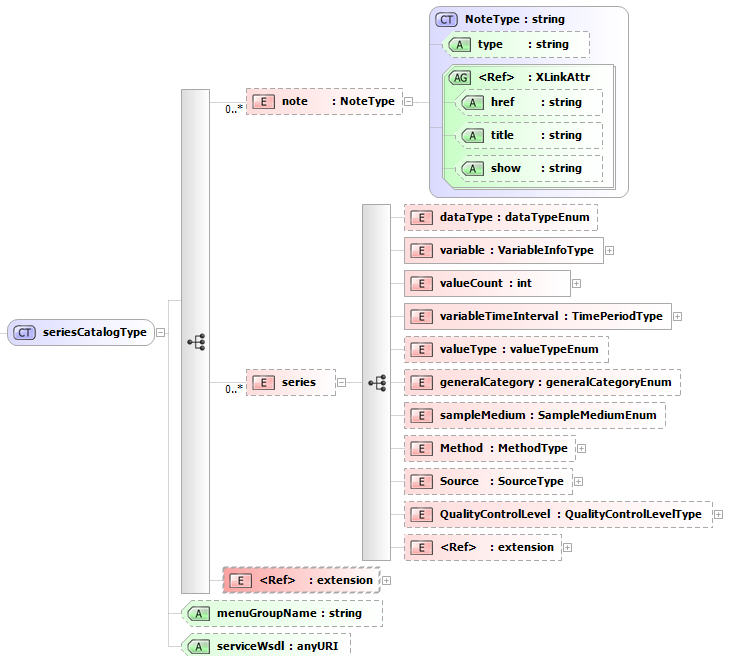 CT NoteType : string
A type : string
AG <Ref> : XLinkAttr
E note : NoteType
0..*
A href : string
A title : string
A show : string
E dataType : dataTypeEnum
E variable : VariableInfoType
E valueCount : int
E variableTimeInterval : TimePeriodType
CT seriesCatalogType
E valueType : valueTypeEnum
E series
0..*
E generalCategory : generalCategoryEnum
E sampleMedium : SampleMediumEnum
E Method : MethodType
E Source : SourceType
E QualityControlLevel : QualityControlLevelType
E <Ref> : extension
E <Ref> : extension
A menuGroupName : string
A serviceWsdl : anyURI